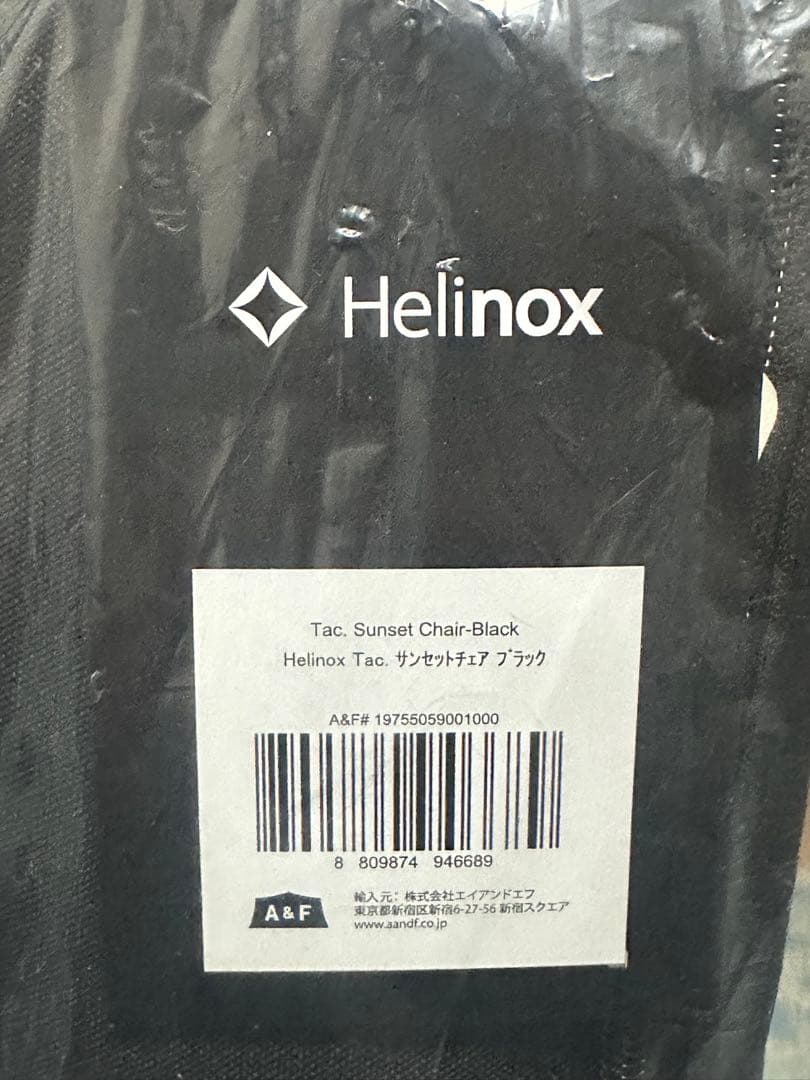 Helinox
Tac. Sunset Chair-Black
Helinox Tac. サンセットチェア ブラック
A&F# 19755059001000
8 809874 946689
A&F
輸入元: 株式会社エイアンドエフ
東京都新宿区新宿6-27-56 新宿スクエア
www.aandf.co.jp